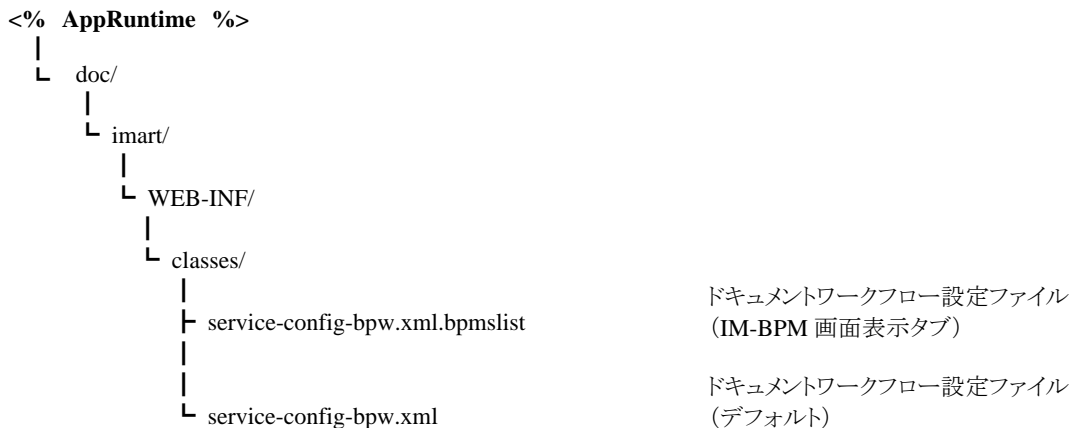 <% AppRuntime %>
doc/
imart/
WEB-INF/
classes/
ドキュメントワークフロー設定ファイル
service-config-bpw.xml.bpmslist （IM-BPM 画面表示タブ）
ドキュメントワークフロー設定ファイル
service-config-bpw.xml （デフォルト）